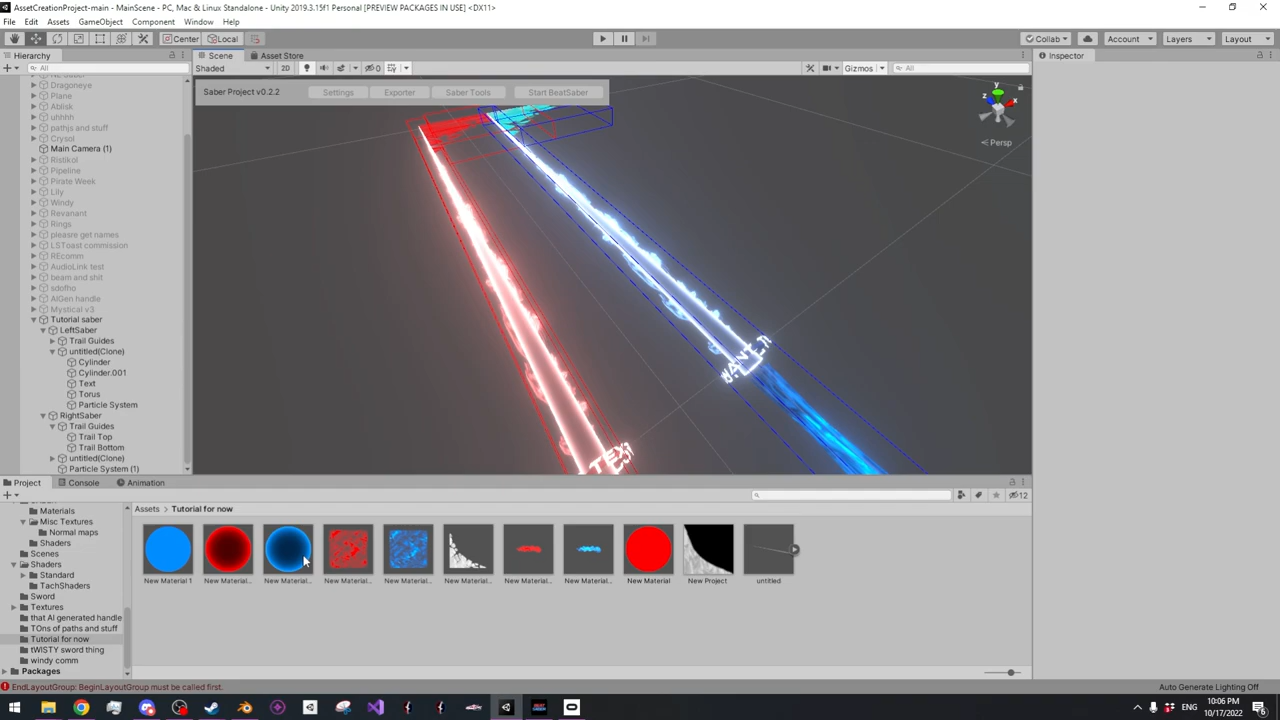 AssetCreationProject-main - MainScene - PC, Mac & Linux Standalone - Unity 2019.3.15f1 Personal [PREVIEW PACKAGES IN USE] <DX11>
File Edit Assets GameObject Component Window Help
Center Local Collab Account Layers Layout
Hierarchy Scene Asset Store Inspector
All Shaded 2D 0 Gizmos All
Saber Project v0.2.2 Settings Exporter Saber Tools Start BeatSaber
Dragoneye
Plane
Ablisk
uhhhh
pathjs and stuff
Crysol
Main Camera (1)
Ristikol
Pipeline
Pirate Week
Lily
Windy
Revanant
Rings
pleasre get names
LSToast commission
REcomm
AudioLink test
beam and shit
sdofho
AIGen handle
Mystical v3
Tutorial saber
LeftSaber
Trail Guides
untitled(Clone)
Cylinder
Cylinder.001
Text
Torus
Particle System
RightSaber
Trail Guides
Trail Top
Trail Bottom
untitled(Clone)
Particle System (1)
y
z x
Persp
Project Console Animation
12
Assets Tutorial for now
Materials
Misc Textures
Normal maps
Shaders
Scenes
Shaders
Standard
TechShaders
Sword
Textures
that AI generated handle
TOns of paths and stuff
Tutorial for now
tWISTY sword thing
windy comm
Packages
New Material 1 New Material... New Material... New Material... New Material... New Material... New Material... New Material... New Material New Project untitled
EndLayoutGroup: BeginLayoutGroup must be called first.
Auto Generate Lighting Off
ENG
10:06 PM
10/17/2022